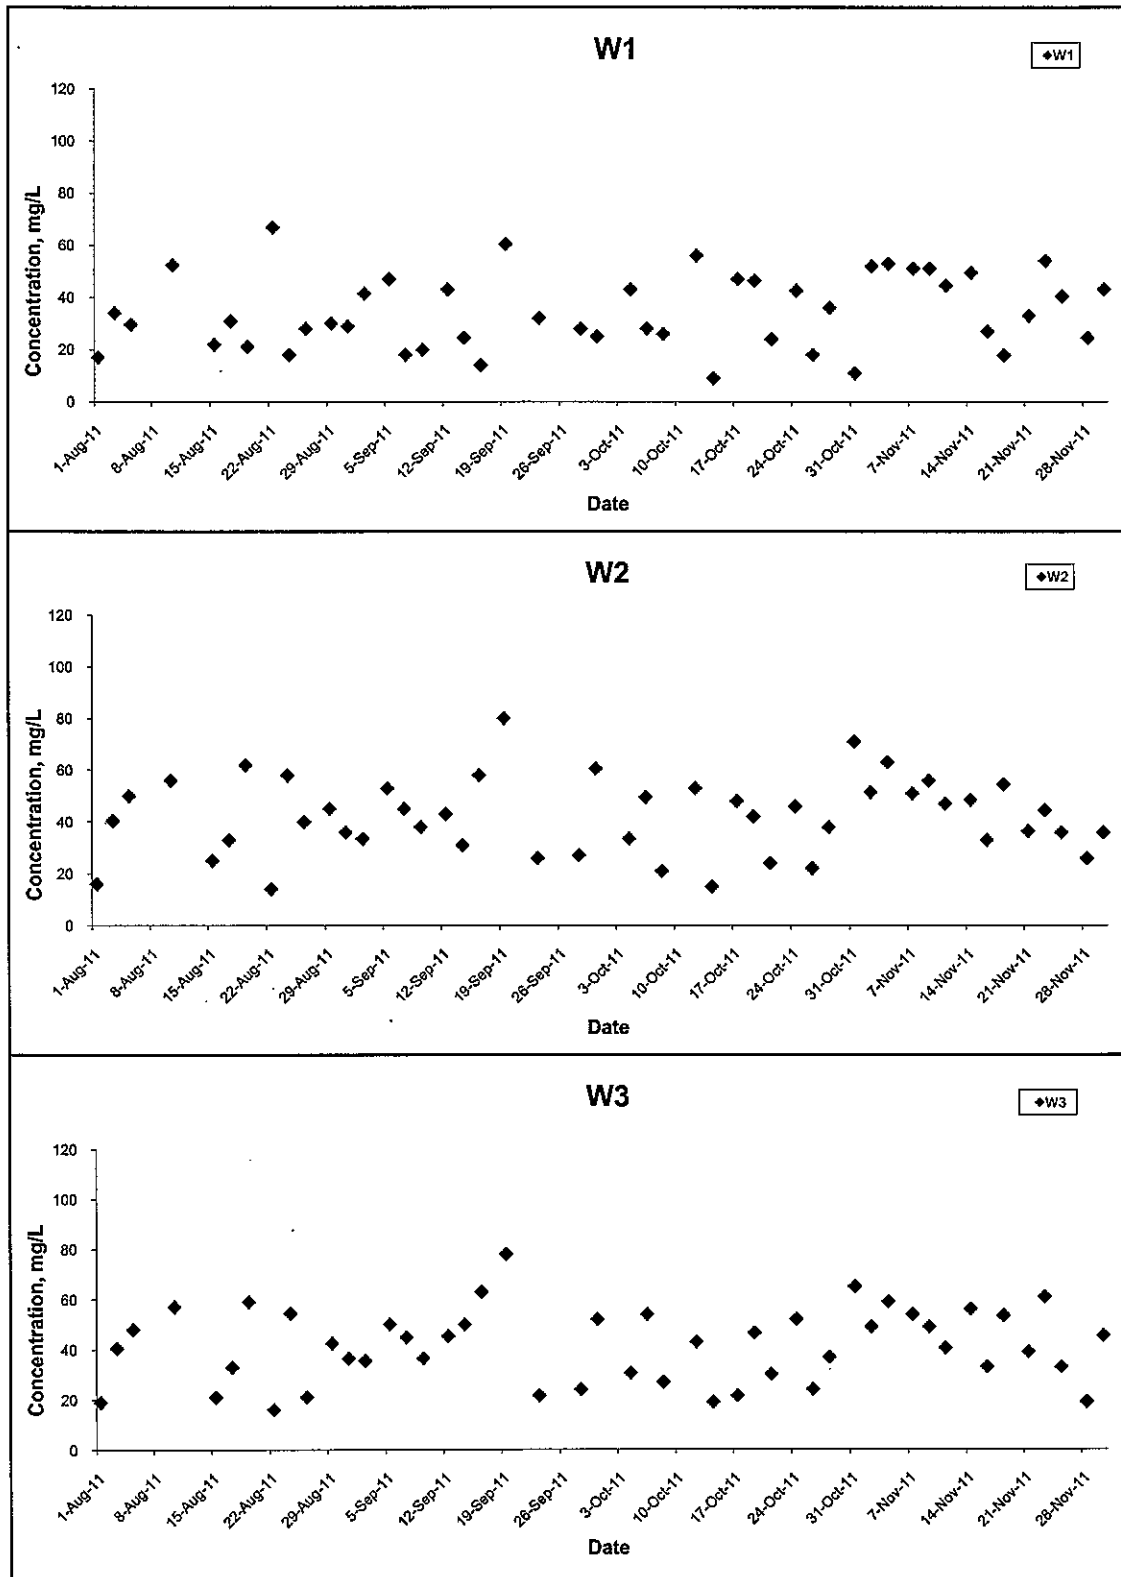 W1
◆W1
120
100
80
60
40
20
0
Concentration, mg/L
1-Aug-11
8-Aug-11
15-Aug-11
22-Aug-11
29-Aug-11
5-Sep-11
12-Sep-11
19-Sep-11
26-Sep-11
3-Oct-11
10-Oct-11
17-Oct-11
24-Oct-11
31-Oct-11
7-Nov-11
14-Nov-11
21-Nov-11
28-Nov-11
Date
W2
◆W2
120
100
80
60
40
20
0
Concentration, mg/L
1-Aug-11
8-Aug-11
15-Aug-11
22-Aug-11
29-Aug-11
5-Sep-11
12-Sep-11
19-Sep-11
26-Sep-11
3-Oct-11
10-Oct-11
17-Oct-11
24-Oct-11
31-Oct-11
7-Nov-11
14-Nov-11
21-Nov-11
28-Nov-11
Date
W3
◆W3
120
100
80
60
40
20
0
Concentration, mg/L
1-Aug-11
8-Aug-11
15-Aug-11
22-Aug-11
29-Aug-11
5-Sep-11
12-Sep-11
19-Sep-11
26-Sep-11
3-Oct-11
10-Oct-11
17-Oct-11
24-Oct-11
31-Oct-11
7-Nov-11
14-Nov-11
21-Nov-11
28-Nov-11
Date